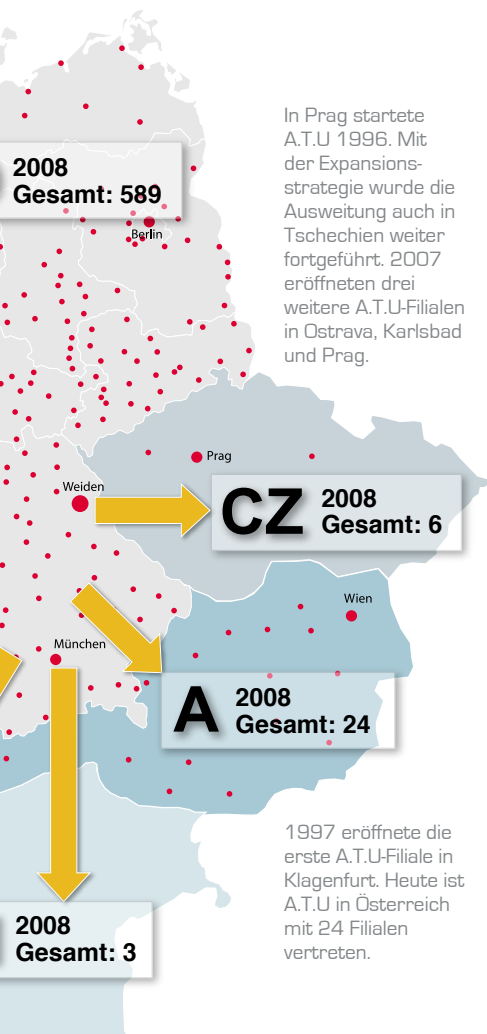 In Prag startete
A.T.U 1996. Mit
der Expansions-
strategie wurde die
Ausweitung auch in
Tschechien weiter
fortgeführt. 2007
eröffneten drei
weitere A.T.U-Filialen
in Ostrava, Karlsbad
und Prag.
2008
Gesamt: 589
Berlin
Prag
Weiden
CZ
2008
Gesamt: 6
Wien
München
A
2008
Gesamt: 24
1997 eröffnete die
erste A.T.U-Filiale in
Klagenfurt. Heute ist
A.T.U in Österreich
mit 24 Filialen
vertreten.
2008
Gesamt: 3